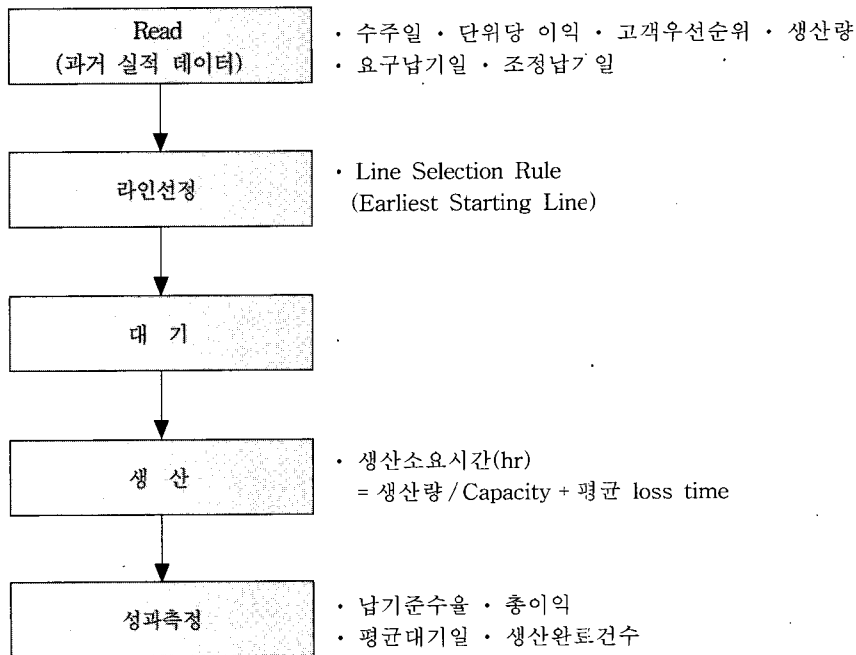 Read
(과거 실적 데이터)
· 수주일 · 단위당 이익 · 고객우선순위 · 생산량
· 요구납기일 · 조정납기일
라인선정
· Line Selection Rule
(Earliest Starting Line)
대 기
생 산
· 생산소요시간(hr)
= 생산량 / Capacity + 평균 loss time
성과측정
· 납기준수율 · 총이익
· 평균대기일 · 생산완료건수